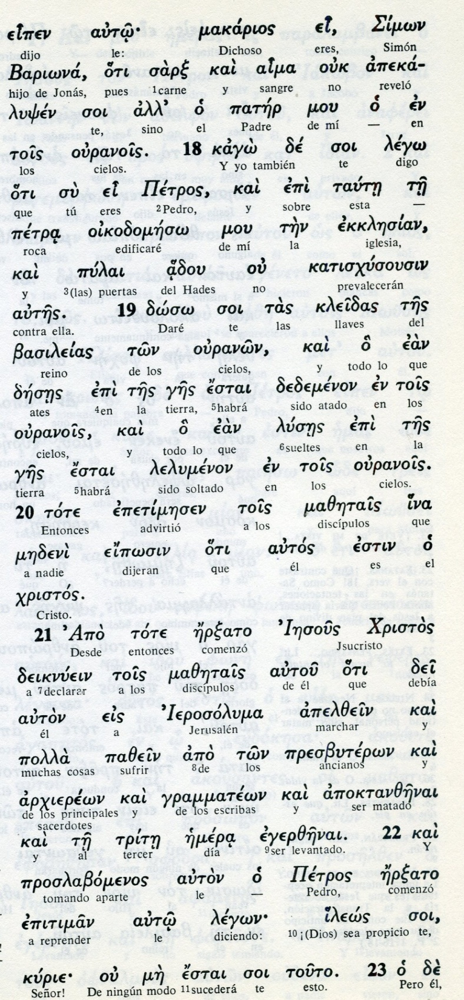 εἶπεν αὐτῷ· μακάριος εἶ, Σίμων
dijo le: Dichoso eres, Simón
Βαριωνά, ὅτι σὰρξ καὶ αἷμα οὐκ ἀπεκά-
hijo de Jonás, pues 1carne y sangre no reveló
λυψέν σοι ἀλλ’ ὁ πατήρ μου ὁ ἐν
te, sino el Padre de mí — en
τοῖς οὐρανοῖς. 18 κἀγὼ δέ σοι λέγω
los cielos. Y yo también te digo
ὅτι σὺ εἶ Πέτρος, καὶ ἐπὶ ταύτῃ τῇ
que tú eres 2Pedro, y sobre esta —
πέτρᾳ οἰκοδομήσω μου τὴν ἐκκλησίαν,
roca edificaré de mí la iglesia,
καὶ πύλαι ᾅδου οὐ κατισχύσουσιν
y 3(las) puertas del Hades no prevalecerán
αὐτῆς. 19 δώσω σοι τὰς κλεῖδας τῆς
contra ella. Daré te las llaves del
βασιλείας τῶν οὐρανῶν, καὶ ὃ ἐὰν
reino de los cielos, y todo lo que
δήσῃς ἐπὶ τῆς γῆς ἔσται δεδεμένον ἐν τοῖς
ates 4en la tierra, 5habrá sido atado en los
οὐρανοῖς, καὶ ὃ ἐὰν λύσῃς ἐπὶ τῆς
cielos, y todo lo que 6sueltes en la
γῆς ἔσται λελυμένον ἐν τοῖς οὐρανοῖς.
tierra 5habrá sido soltado en los cielos.
20 τότε ἐπετίμησεν τοῖς μαθηταῖς ἵνα
Entonces advirtió a los discípulos que
μηδενὶ εἴπωσιν ὅτι αὐτός ἐστιν ὁ
a nadie dijeran que él es el
χριστός.
Cristo.
21 Ἀπὸ τότε ἤρξατο Ἰησοῦς Χριστὸς
Desde entonces comenzó Jsucristo
δεικνύειν τοῖς μαθηταῖς αὐτοῦ ὅτι δεῖ
a 7declarar a los discípulos de él que debía
αὐτὸν εἰς Ἱεροσόλυμα ἀπελθεῖν καὶ
él a Jerusalén marchar y
πολλὰ παθεῖν ἀπὸ τῶν πρεσβυτέρων καὶ
muchas cosas sufrir 8de los ancianos y
ἀρχιερέων καὶ γραμματέων καὶ ἀποκτανθῆναι
de los principales y de los escribas y ser matado
sacerdotes
καὶ τῇ τρίτῃ ἡμέρᾳ ἐγερθῆναι. 22 καὶ
y al tercer día 9ser levantado. Y
προσλαβόμενος αὐτὸν ὁ Πέτρος ἤρξατο
tomando aparte le — Pedro, comenzó
ἐπιτιμᾶν αὐτῷ λέγων· ἵλεώς σοι,
a reprender le diciendo: 10¡(Dios) sea propicio te,
κύριε· οὐ μὴ ἔσται σοι τοῦτο. 23 ὁ δὲ
Señor! De ningún modo 11sucederá te esto. Pero él,